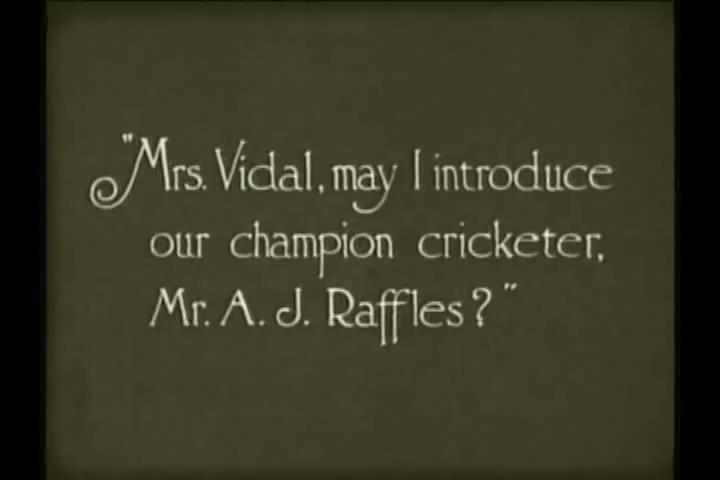 "Mrs. Vidal, may I introduce
our champion cricketer,
Mr. A. J. Raffles?"